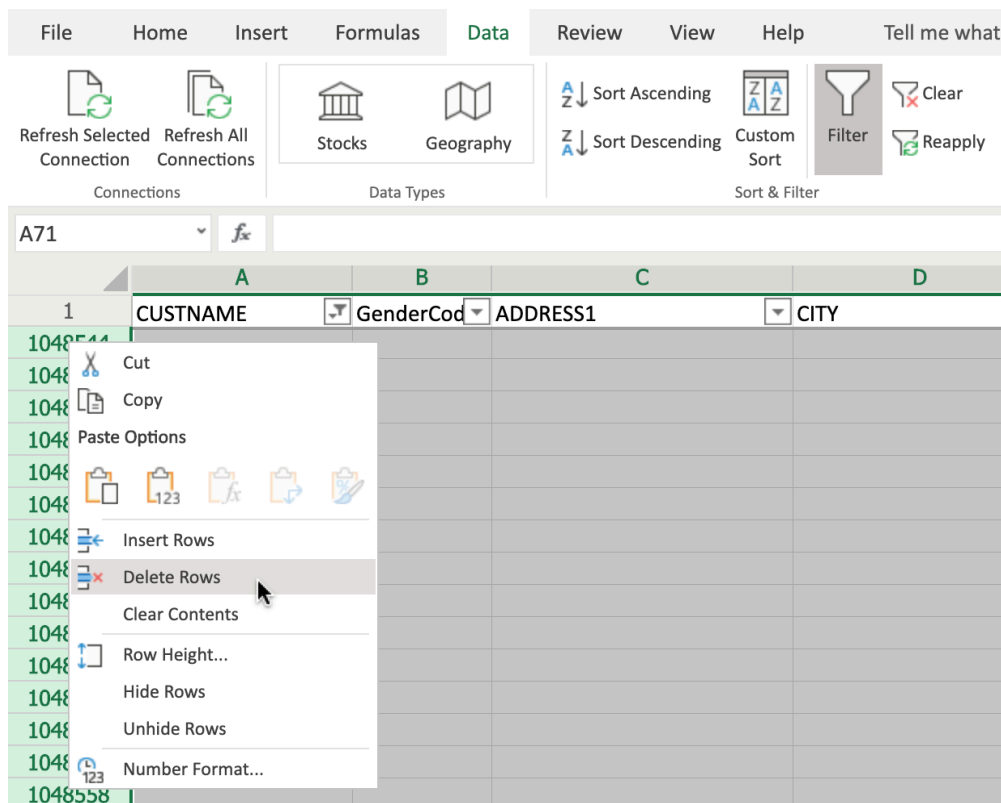 File Home Insert Formulas Data Review View Help Tell me what
Refresh Selected Connection
Refresh All Connections
Connections
Stocks
Geography
Data Types
Sort Ascending
Sort Descending
Custom Sort
Filter
Clear
Reapply
Sort & Filter
A71 fx
A B C D
1 CUSTNAME GenderCod ADDRESS1 CITY
Cut
Copy
Paste Options
Insert Rows
Delete Rows
Clear Contents
Row Height...
Hide Rows
Unhide Rows
Number Format...
1048558